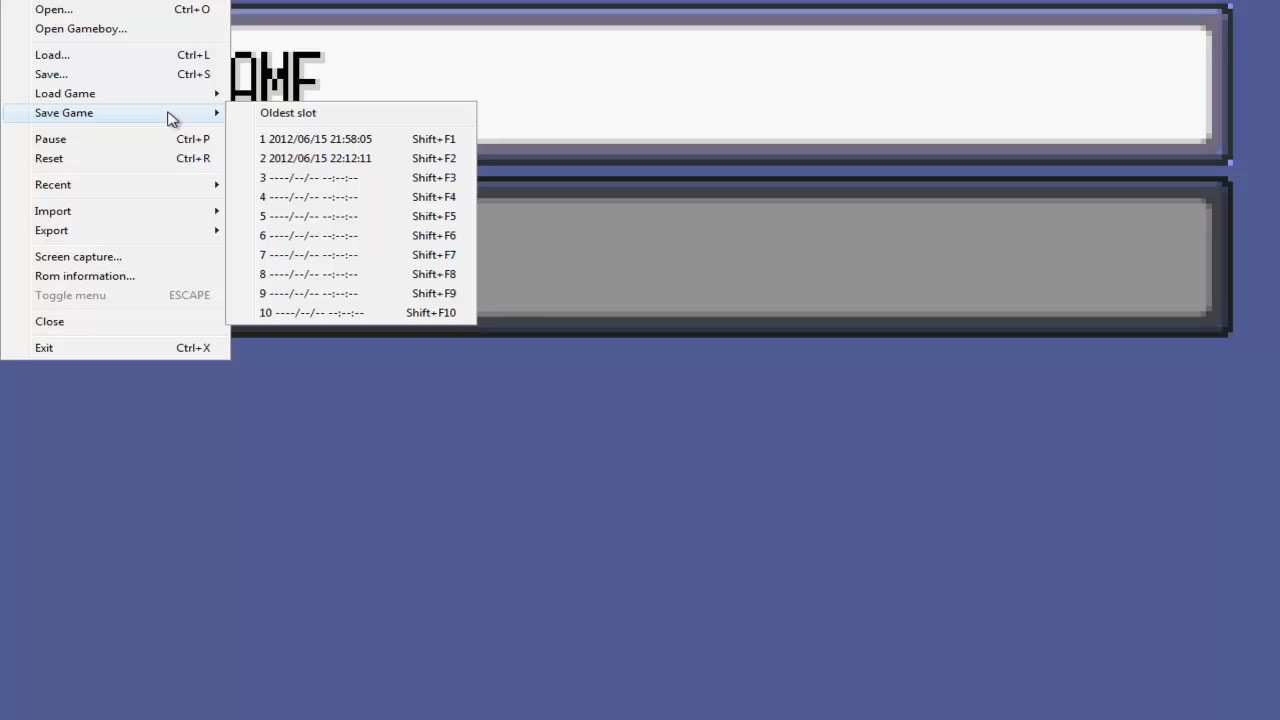 Open... Ctrl+O
Open Gameboy...
Load... Ctrl+L
Save... Ctrl+S
Load Game
Save Game
Pause Ctrl+P
Reset Ctrl+R
Recent
Import
Export
Screen capture...
Rom information...
Toggle menu ESCAPE
Close
Exit Ctrl+X
AME
Oldest slot
1 2012/06/15 21:58:05 Shift+F1
2 2012/06/15 22:12:11 Shift+F2
3 ----/--/-- --:--:-- Shift+F3
4 ----/--/-- --:--:-- Shift+F4
5 ----/--/-- --:--:-- Shift+F5
6 ----/--/-- --:--:-- Shift+F6
7 ----/--/-- --:--:-- Shift+F7
8 ----/--/-- --:--:-- Shift+F8
9 ----/--/-- --:--:-- Shift+F9
10 ----/--/-- --:--:-- Shift+F10